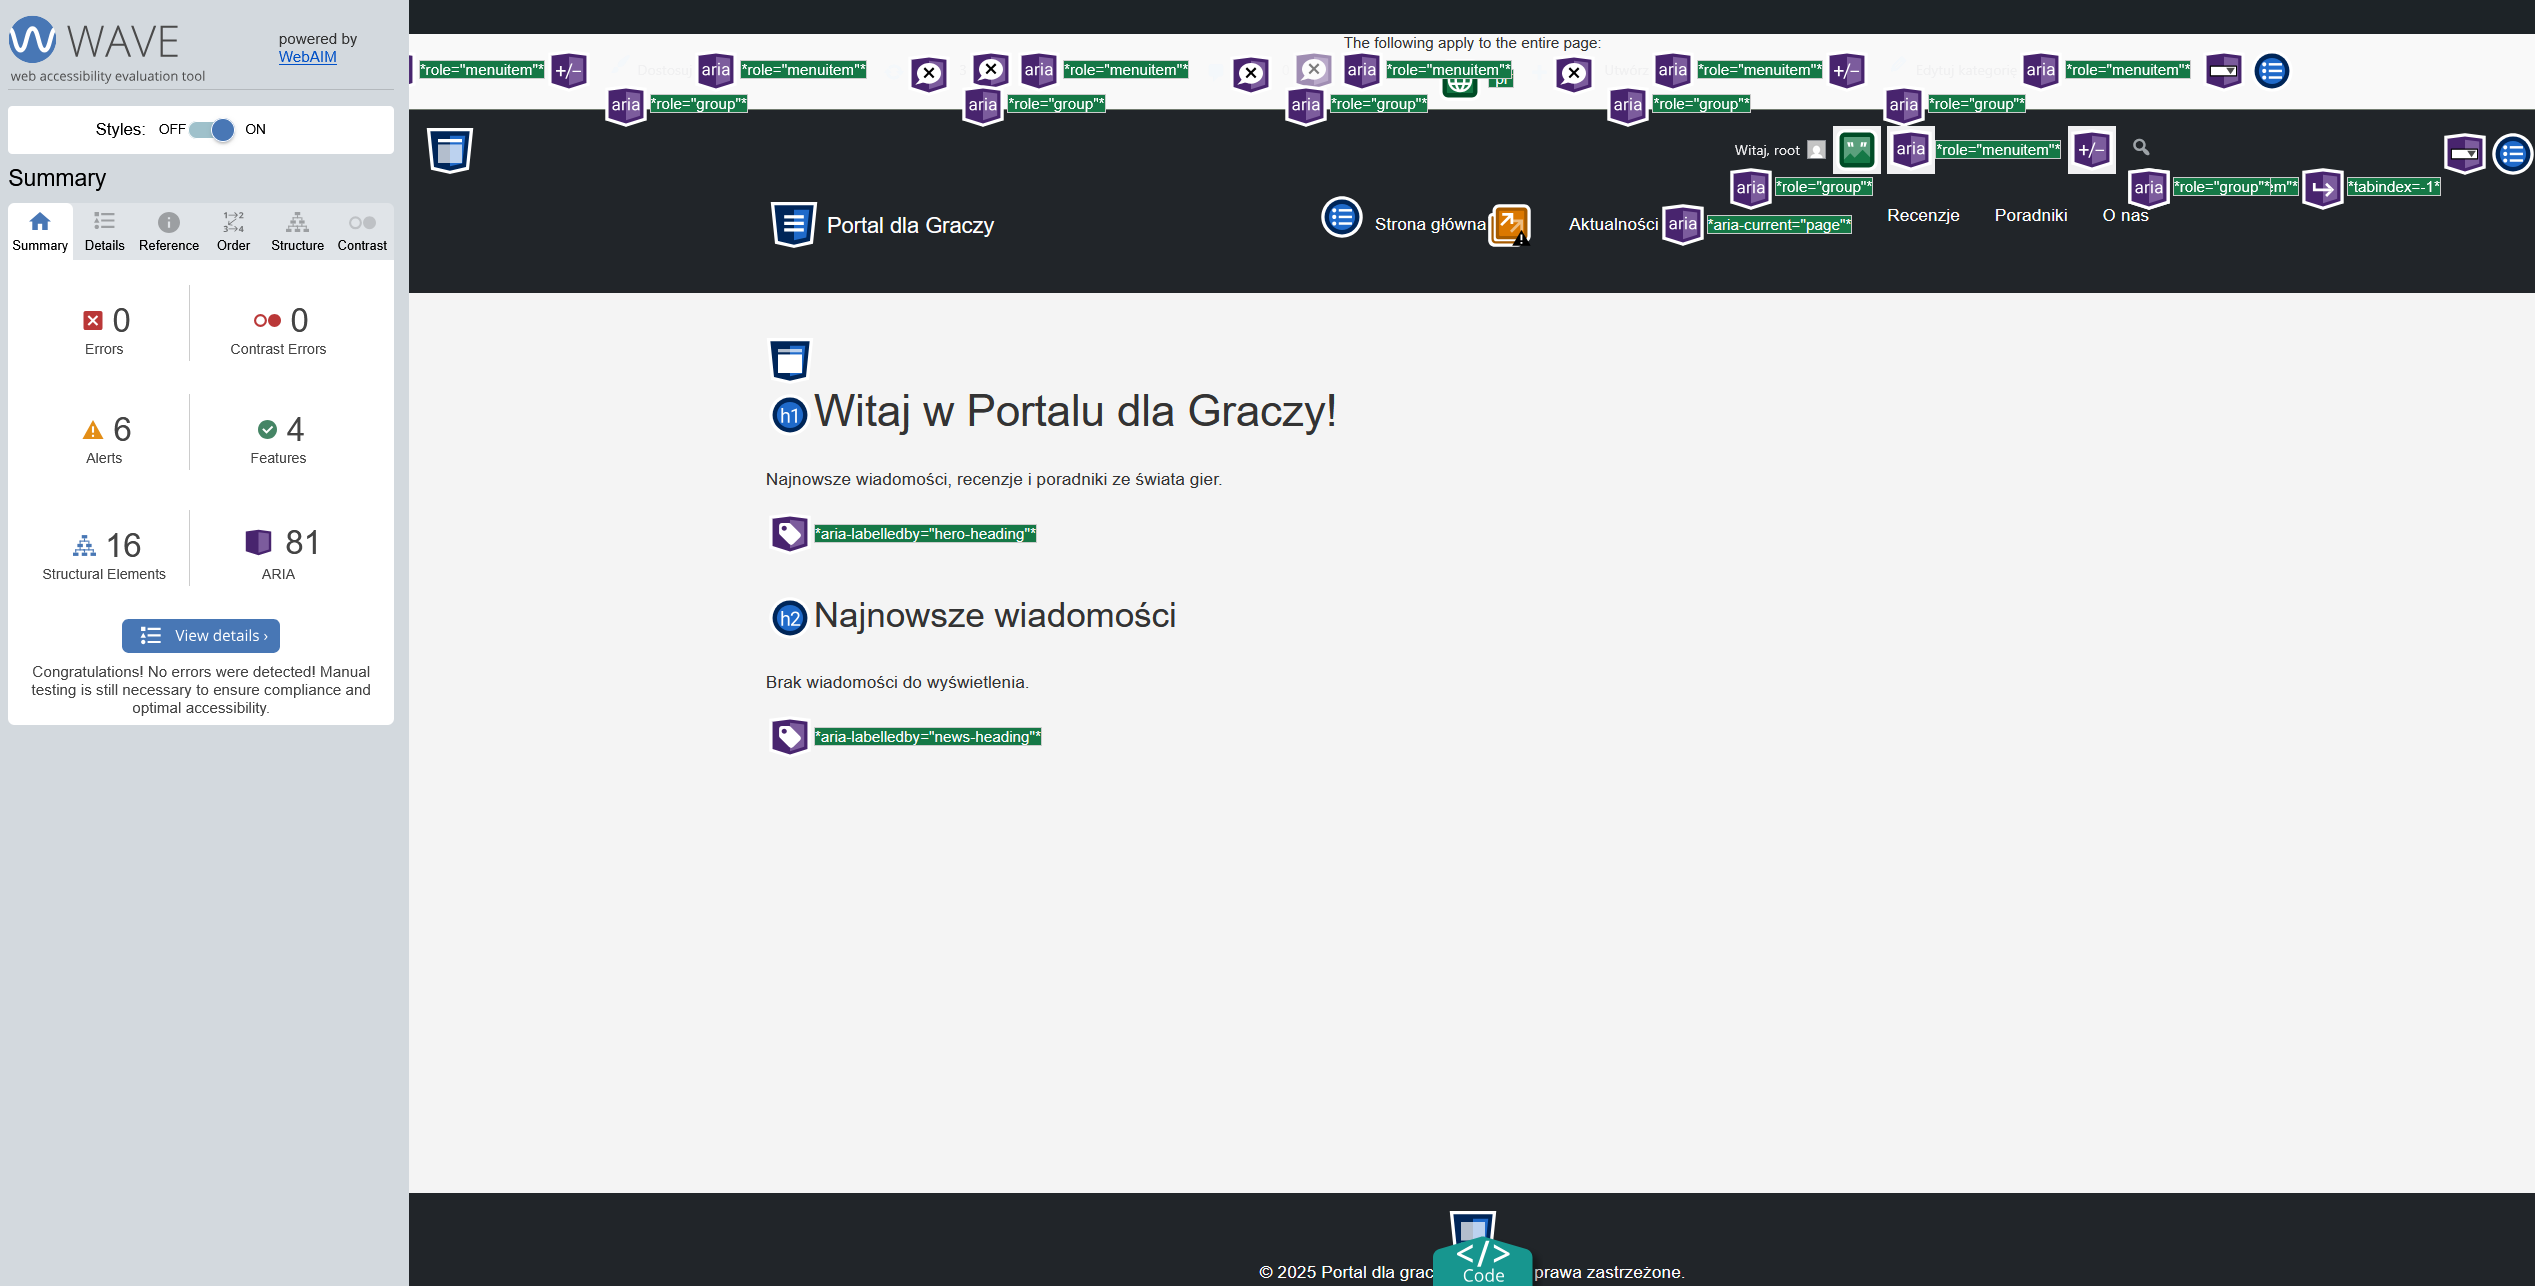 WAVE
web accessibility evaluation tool
powered by
WebAIM
Styles: OFF ON
Summary
Summary Details Reference Order Structure Contrast
0
Errors
0
Contrast Errors
6
Alerts
4
Features
16
Structural Elements
81
ARIA
View details ›
Congratulations! No errors were detected! Manual
testing is still necessary to ensure compliance and
optimal accessibility.
The following apply to the entire page:
*role="menuitem"* +/− aria *role="menuitem"* aria *role="menuitem"* aria *role="menuitem"* aria *role="menuitem"* +/− aria *role="menuitem"*
aria *role="group"* aria *role="group"* aria *role="group"* aria *role="group"* aria *role="group"*
Witaj, root aria *role="menuitem"* +/−
aria *role="group"* aria *role="group"* *tabindex=-1*
Portal dla Graczy
Strona główna Aktualności aria *aria-current="page"* Recenzje Poradniki O nas
h1 Witaj w Portalu dla Graczy!
Najnowsze wiadomości, recenzje i poradniki ze świata gier.
*aria-labelledby="hero-heading"*
h2 Najnowsze wiadomości
Brak wiadomości do wyświetlenia.
*aria-labelledby="news-heading"*
© 2025 Portal dla grac prawa zastrzeżone.
</> Code